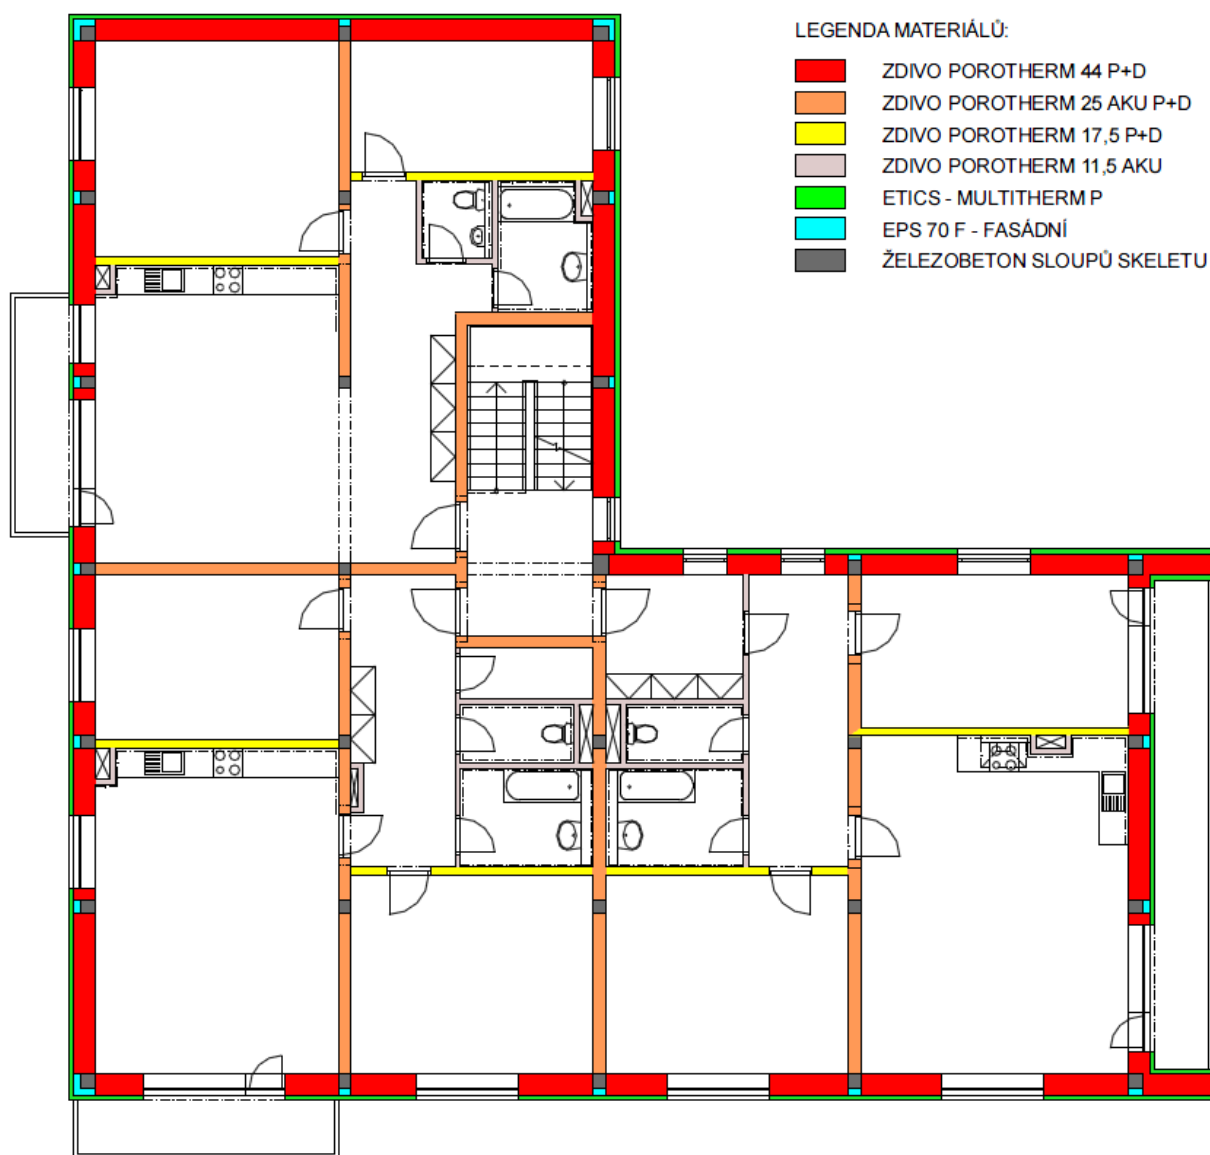 LEGENDA MATERIÁLŮ:
ZDIVO POROTHERM 44 P+D
ZDIVO POROTHERM 25 AKU P+D
ZDIVO POROTHERM 17,5 P+D
ZDIVO POROTHERM 11,5 AKU
ETICS - MULTITHERM P
EPS 70 F - FASÁDNÍ
ŽELEZOBETON SLOUPŮ SKELETU